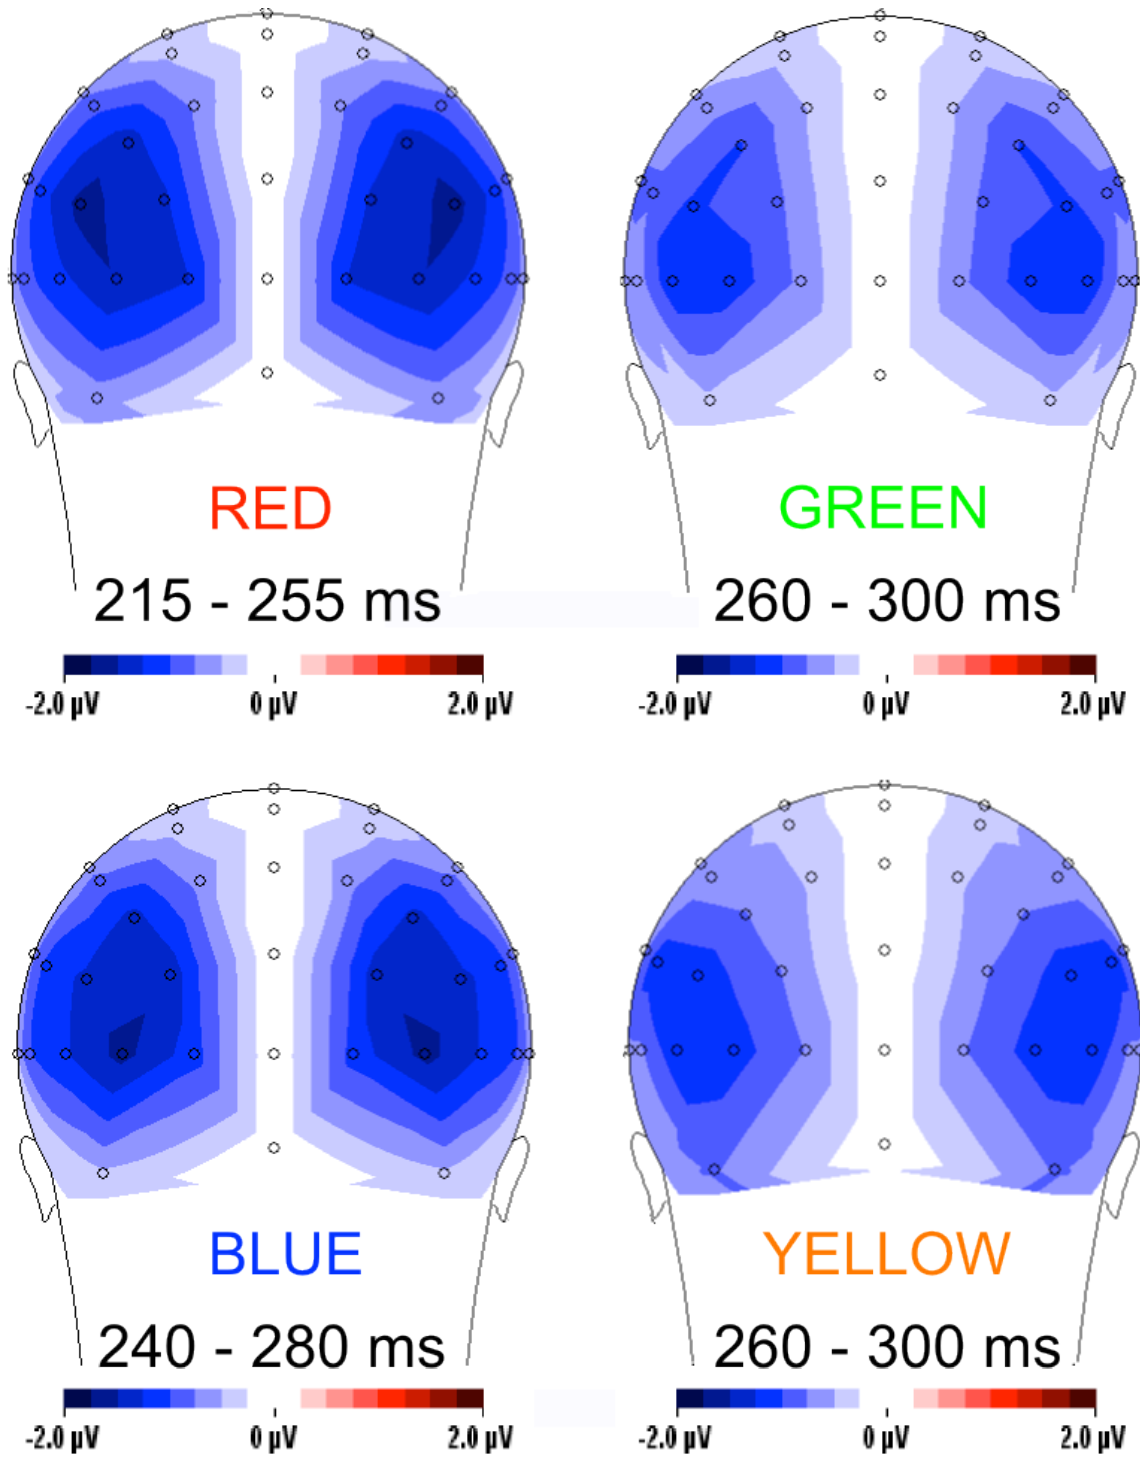 RED
215 - 255 ms
-2.0 µV 0 µV 2.0 µV
GREEN
260 - 300 ms
-2.0 µV 0 µV 2.0 µV
BLUE
240 - 280 ms
-2.0 µV 0 µV 2.0 µV
YELLOW
260 - 300 ms
-2.0 µV 0 µV 2.0 µV